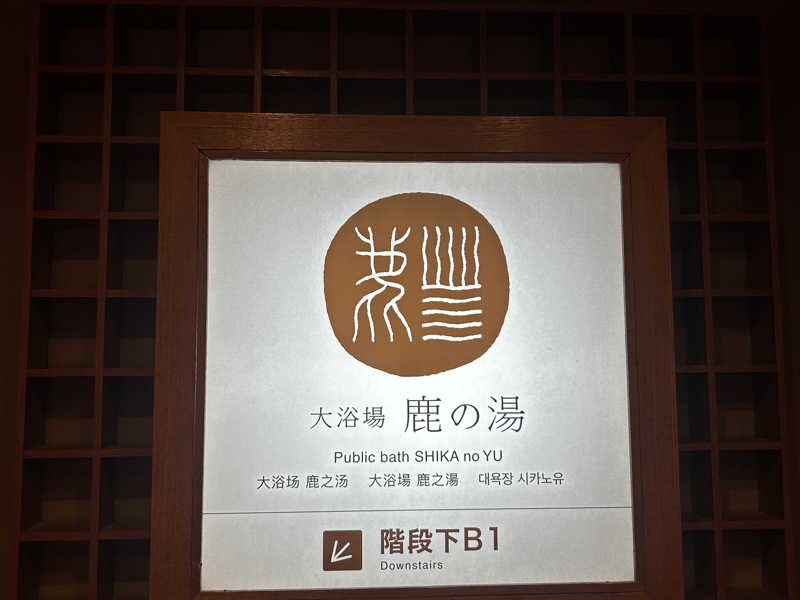 大浴場 鹿の湯
Public bath SHIKA no YU
大浴场 鹿之汤 大浴場 鹿之湯 대욕장 시카노유
階段下B1
Downstairs